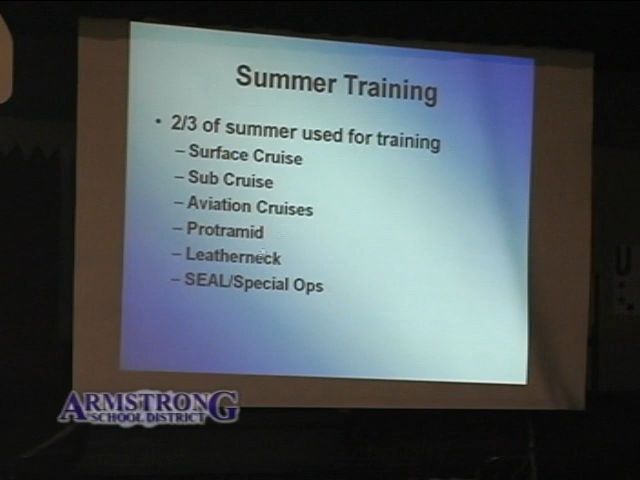 Summer Training
• 2/3 of summer used for training
– Surface Cruise
– Sub Cruise
– Aviation Cruises
– Protramid
– Leatherneck
– SEAL/Special Ops
U
ARMSTRONG
SCHOOL DISTRICT